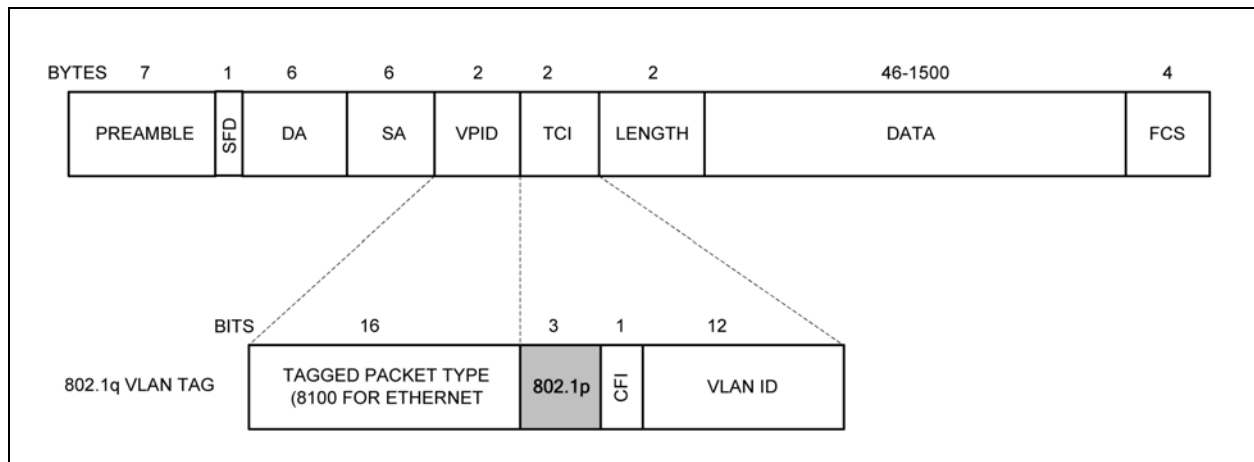 BYTES 7 1 6 6 2 2 2 46-1500 4
PREAMBLE SFD DA SA VPID TCI LENGTH DATA FCS
BITS 16 3 1 12
802.1q VLAN TAG
TAGGED PACKET TYPE
(8100 FOR ETHERNET
802.1p CFI VLAN ID